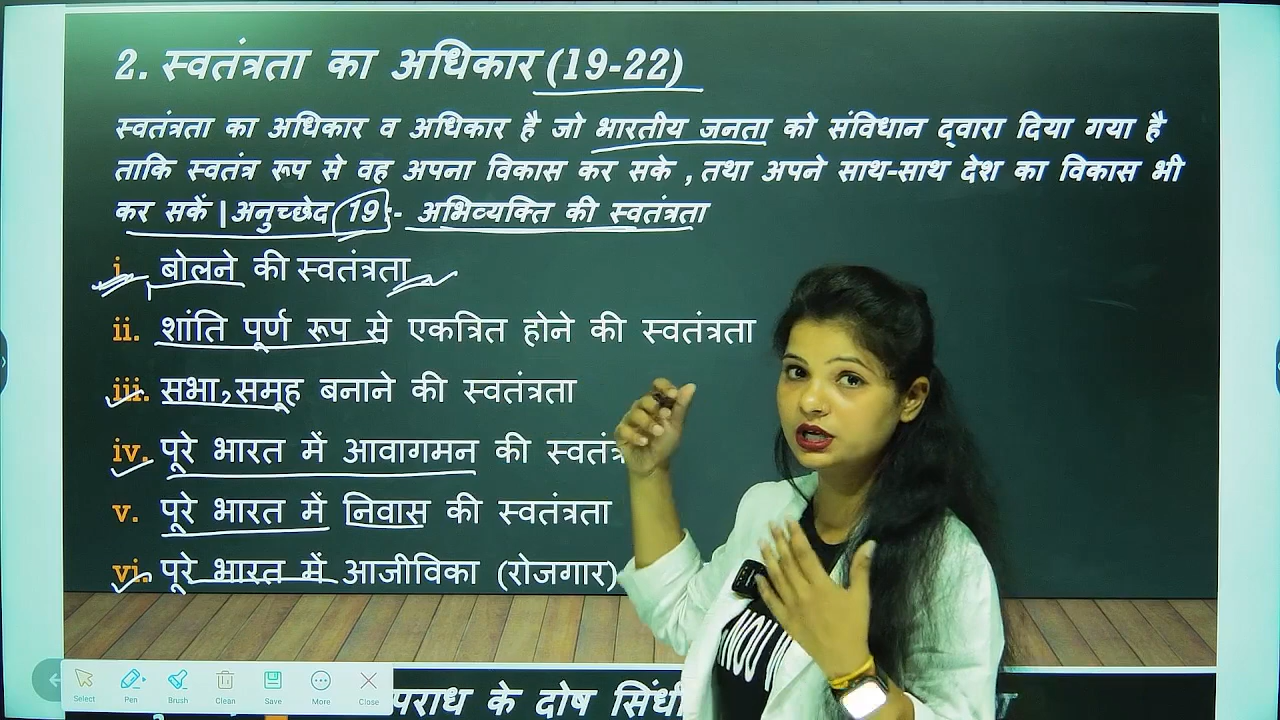 2. स्वतंत्रता का अधिकार (19-22)
स्वतंत्रता का अधिकार व अधिकार है जो भारतीय जनता को संविधान द्वारा दिया गया है
ताकि स्वतंत्र रूप से वह अपना विकास कर सके , तथा अपने साथ-साथ देश का विकास भी
कर सकें | अनुच्छेद 19 :- अभिव्यक्ति की स्वतंत्रता
i. बोलने की स्वतंत्रता
ii. शांति पूर्ण रूप से एकत्रित होने की स्वतंत्रता
iii. सभा,समूह बनाने की स्वतंत्रता
iv. पूरे भारत में आवागमन की
v. पूरे भारत में निवास की स्वतंत्रता
vi. पूरे भारत में आजीविका (रोजगार)
Select Pen Brush Clean Save More Close
के दोष